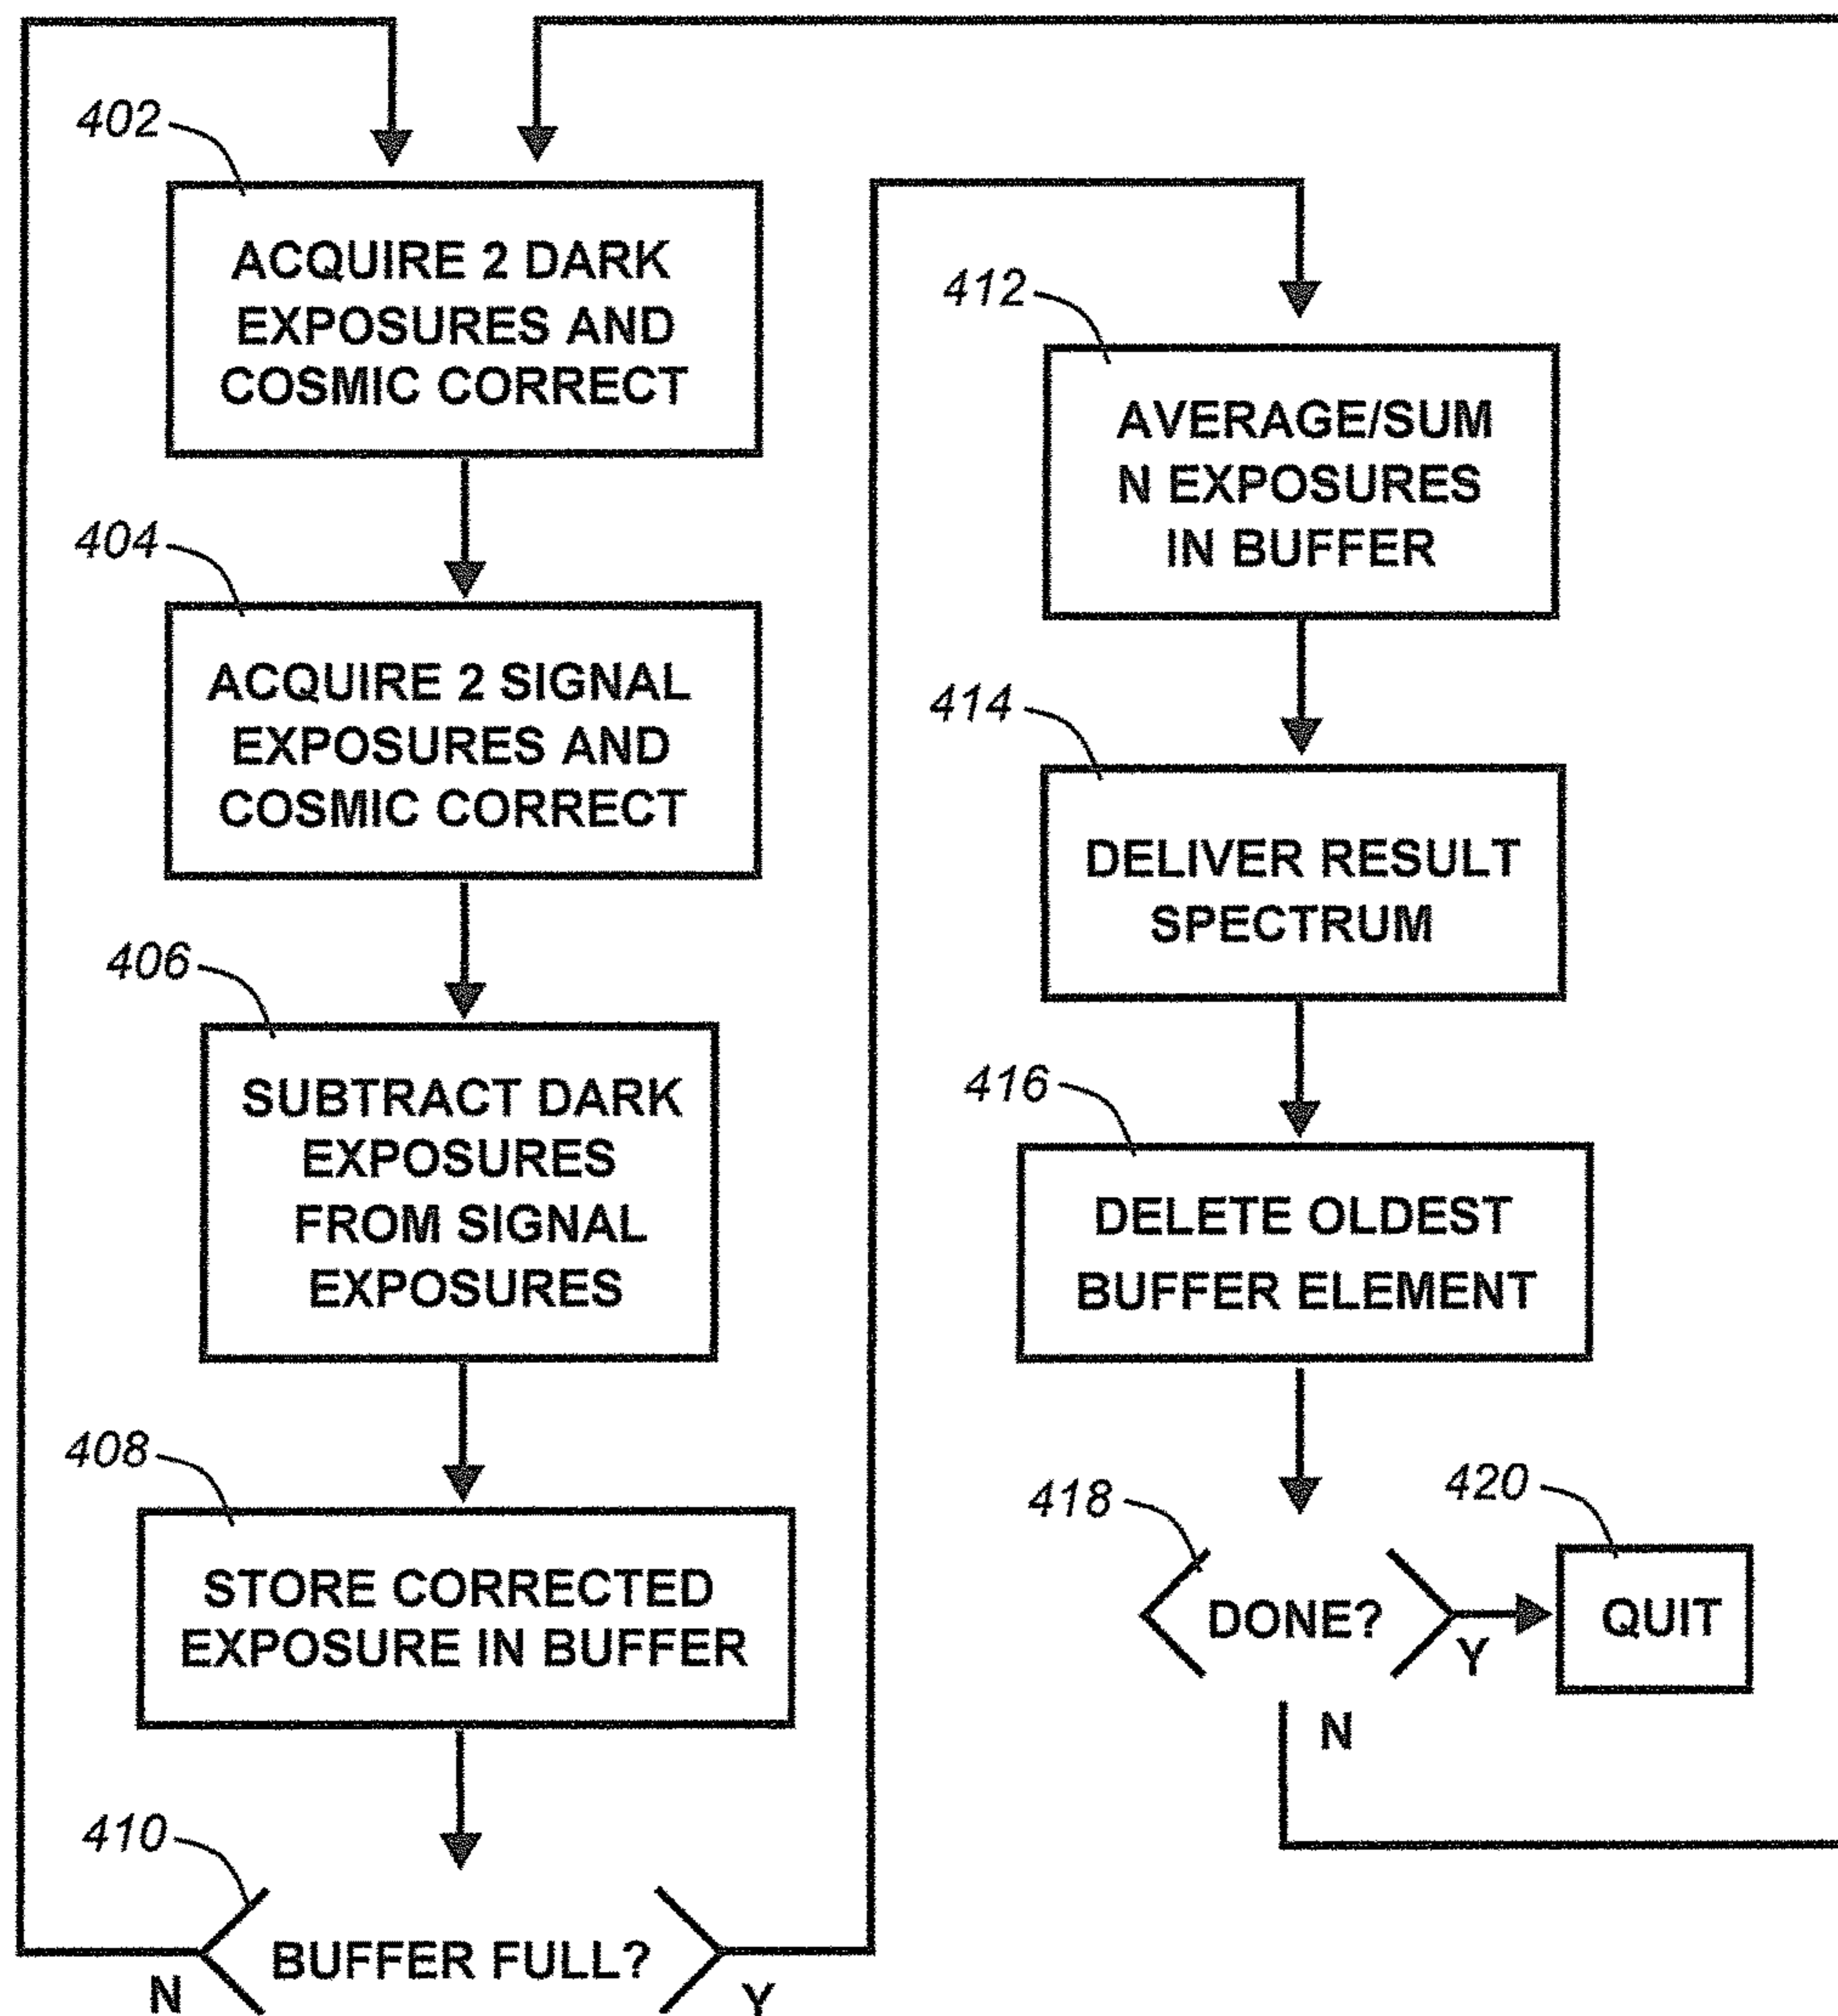 402
ACQUIRE 2 DARK
EXPOSURES AND
COSMIC CORRECT
404
ACQUIRE 2 SIGNAL
EXPOSURES AND
COSMIC CORRECT
406
SUBTRACT DARK
EXPOSURES
FROM SIGNAL
EXPOSURES
408
STORE CORRECTED
EXPOSURE IN BUFFER
410
BUFFER FULL?
N
Y
412
AVERAGE/SUM
N EXPOSURES
IN BUFFER
414
DELIVER RESULT
SPECTRUM
416
DELETE OLDEST
BUFFER ELEMENT
418
DONE?
Y
N
420
QUIT